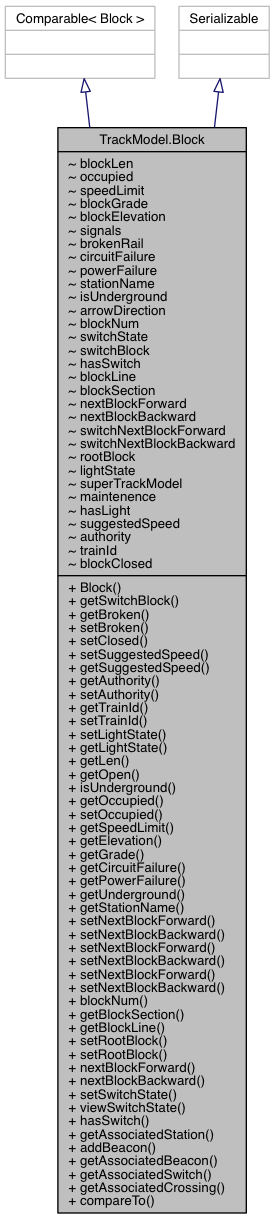 Comparable< Block >
Serializable
TrackModel.Block
~ blockLen
~ occupied
~ speedLimit
~ blockGrade
~ blockElevation
~ signals
~ brokenRail
~ circuitFailure
~ powerFailure
~ stationName
~ isUnderground
~ arrowDirection
~ blockNum
~ switchState
~ switchBlock
~ hasSwitch
~ blockLine
~ blockSection
~ nextBlockForward
~ nextBlockBackward
~ switchNextBlockForward
~ switchNextBlockBackward
~ rootBlock
~ lightState
~ superTrackModel
~ maintenence
~ hasLight
~ suggestedSpeed
~ authority
~ trainId
~ blockClosed
+ Block()
+ getSwitchBlock()
+ getBroken()
+ setBroken()
+ setClosed()
+ setSuggestedSpeed()
+ getSuggestedSpeed()
+ getAuthority()
+ setAuthority()
+ getTrainId()
+ setTrainId()
+ setLightState()
+ getLightState()
+ getLen()
+ getOpen()
+ isUnderground()
+ getOccupied()
+ setOccupied()
+ getSpeedLimit()
+ getElevation()
+ getGrade()
+ getCircuitFailure()
+ getPowerFailure()
+ getUnderground()
+ getStationName()
+ setNextBlockForward()
+ setNextBlockBackward()
+ setNextBlockForward()
+ setNextBlockBackward()
+ setNextBlockForward()
+ setNextBlockBackward()
+ blockNum()
+ getBlockSection()
+ getBlockLine()
+ setRootBlock()
+ setRootBlock()
+ nextBlockForward()
+ nextBlockBackward()
+ setSwitchState()
+ viewSwitchState()
+ hasSwitch()
+ getAssociatedStation()
+ addBeacon()
+ getAssociatedBeacon()
+ getAssociatedSwitch()
+ getAssociatedCrossing()
+ compareTo()